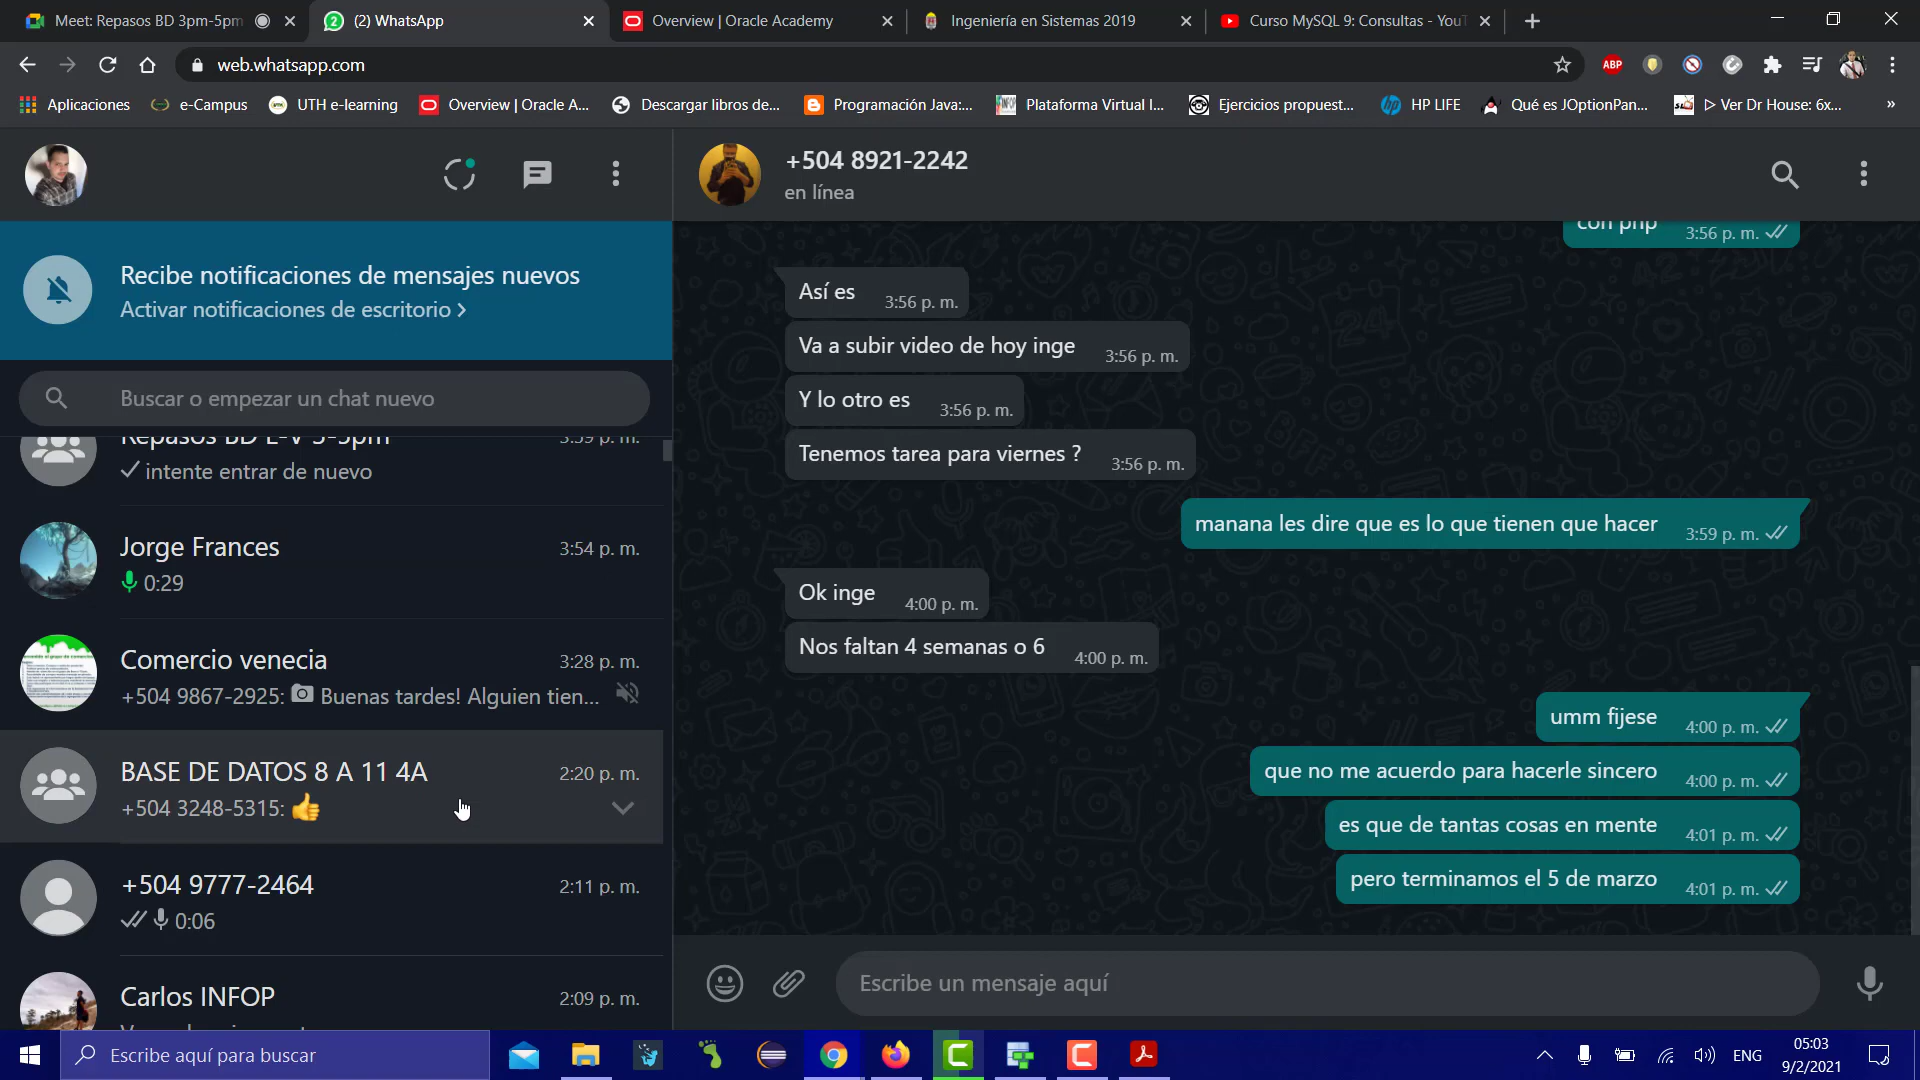 Meet: Repasos BD 3pm-5pm
(2) WhatsApp
Overview | Oracle Academy
Ingeniería en Sistemas 2019
Curso MySQL 9: Consultas - YouT
web.whatsapp.com
ABP
Aplicaciones
e-Campus
UTH e-learning
Overview | Oracle A...
Descargar libros de...
Programación Java:...
Plataforma Virtual I...
Ejercicios propuest...
HP LIFE
Qué es JOptionPan...
▷ Ver Dr House: 6x...
»
+504 8921-2242
en línea
Recibe notificaciones de mensajes nuevos
Activar notificaciones de escritorio >
Buscar o empezar un chat nuevo
Repasos BD L-V 3-5pm 3:59 p. m.
intente entrar de nuevo
Jorge Frances 3:54 p. m.
0:29
Comercio venecia 3:28 p. m.
+504 9867-2925: Buenas tardes! Alguien tien...
BASE DE DATOS 8 A 11 4A 2:20 p. m.
+504 3248-5315: 👍
+504 9777-2464 2:11 p. m.
0:06
Carlos INFOP 2:09 p. m.
con php 3:56 p. m.
Así es 3:56 p. m.
Va a subir video de hoy inge 3:56 p. m.
Y lo otro es 3:56 p. m.
Tenemos tarea para viernes ? 3:56 p. m.
manana les dire que es lo que tienen que hacer 3:59 p. m.
Ok inge 4:00 p. m.
Nos faltan 4 semanas o 6 4:00 p. m.
umm fijese 4:00 p. m.
que no me acuerdo para hacerle sincero 4:00 p. m.
es que de tantas cosas en mente 4:01 p. m.
pero terminamos el 5 de marzo 4:01 p. m.
Escribe un mensaje aquí
Escribe aquí para buscar
ENG
05:03
9/2/2021